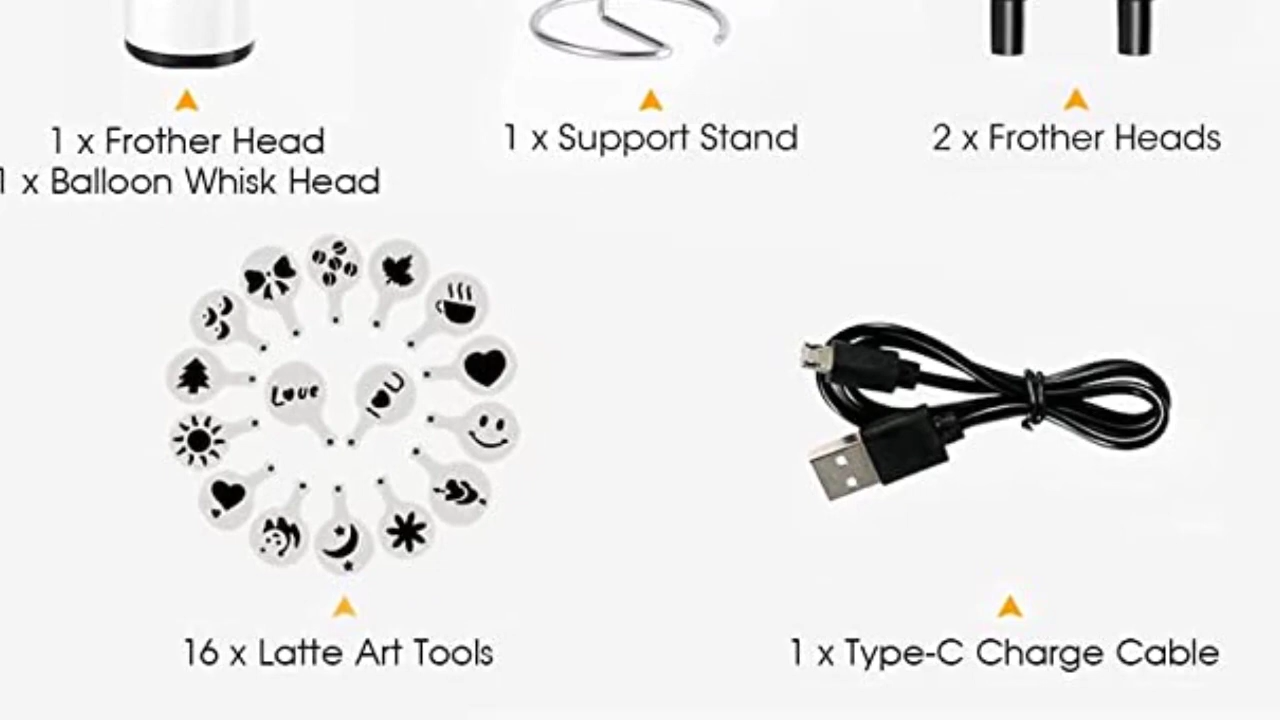 1 x Frother Head
1 x Balloon Whisk Head
1 x Support Stand
2 x Frother Heads
Love
I U
16 x Latte Art Tools
1 x Type-C Charge Cable